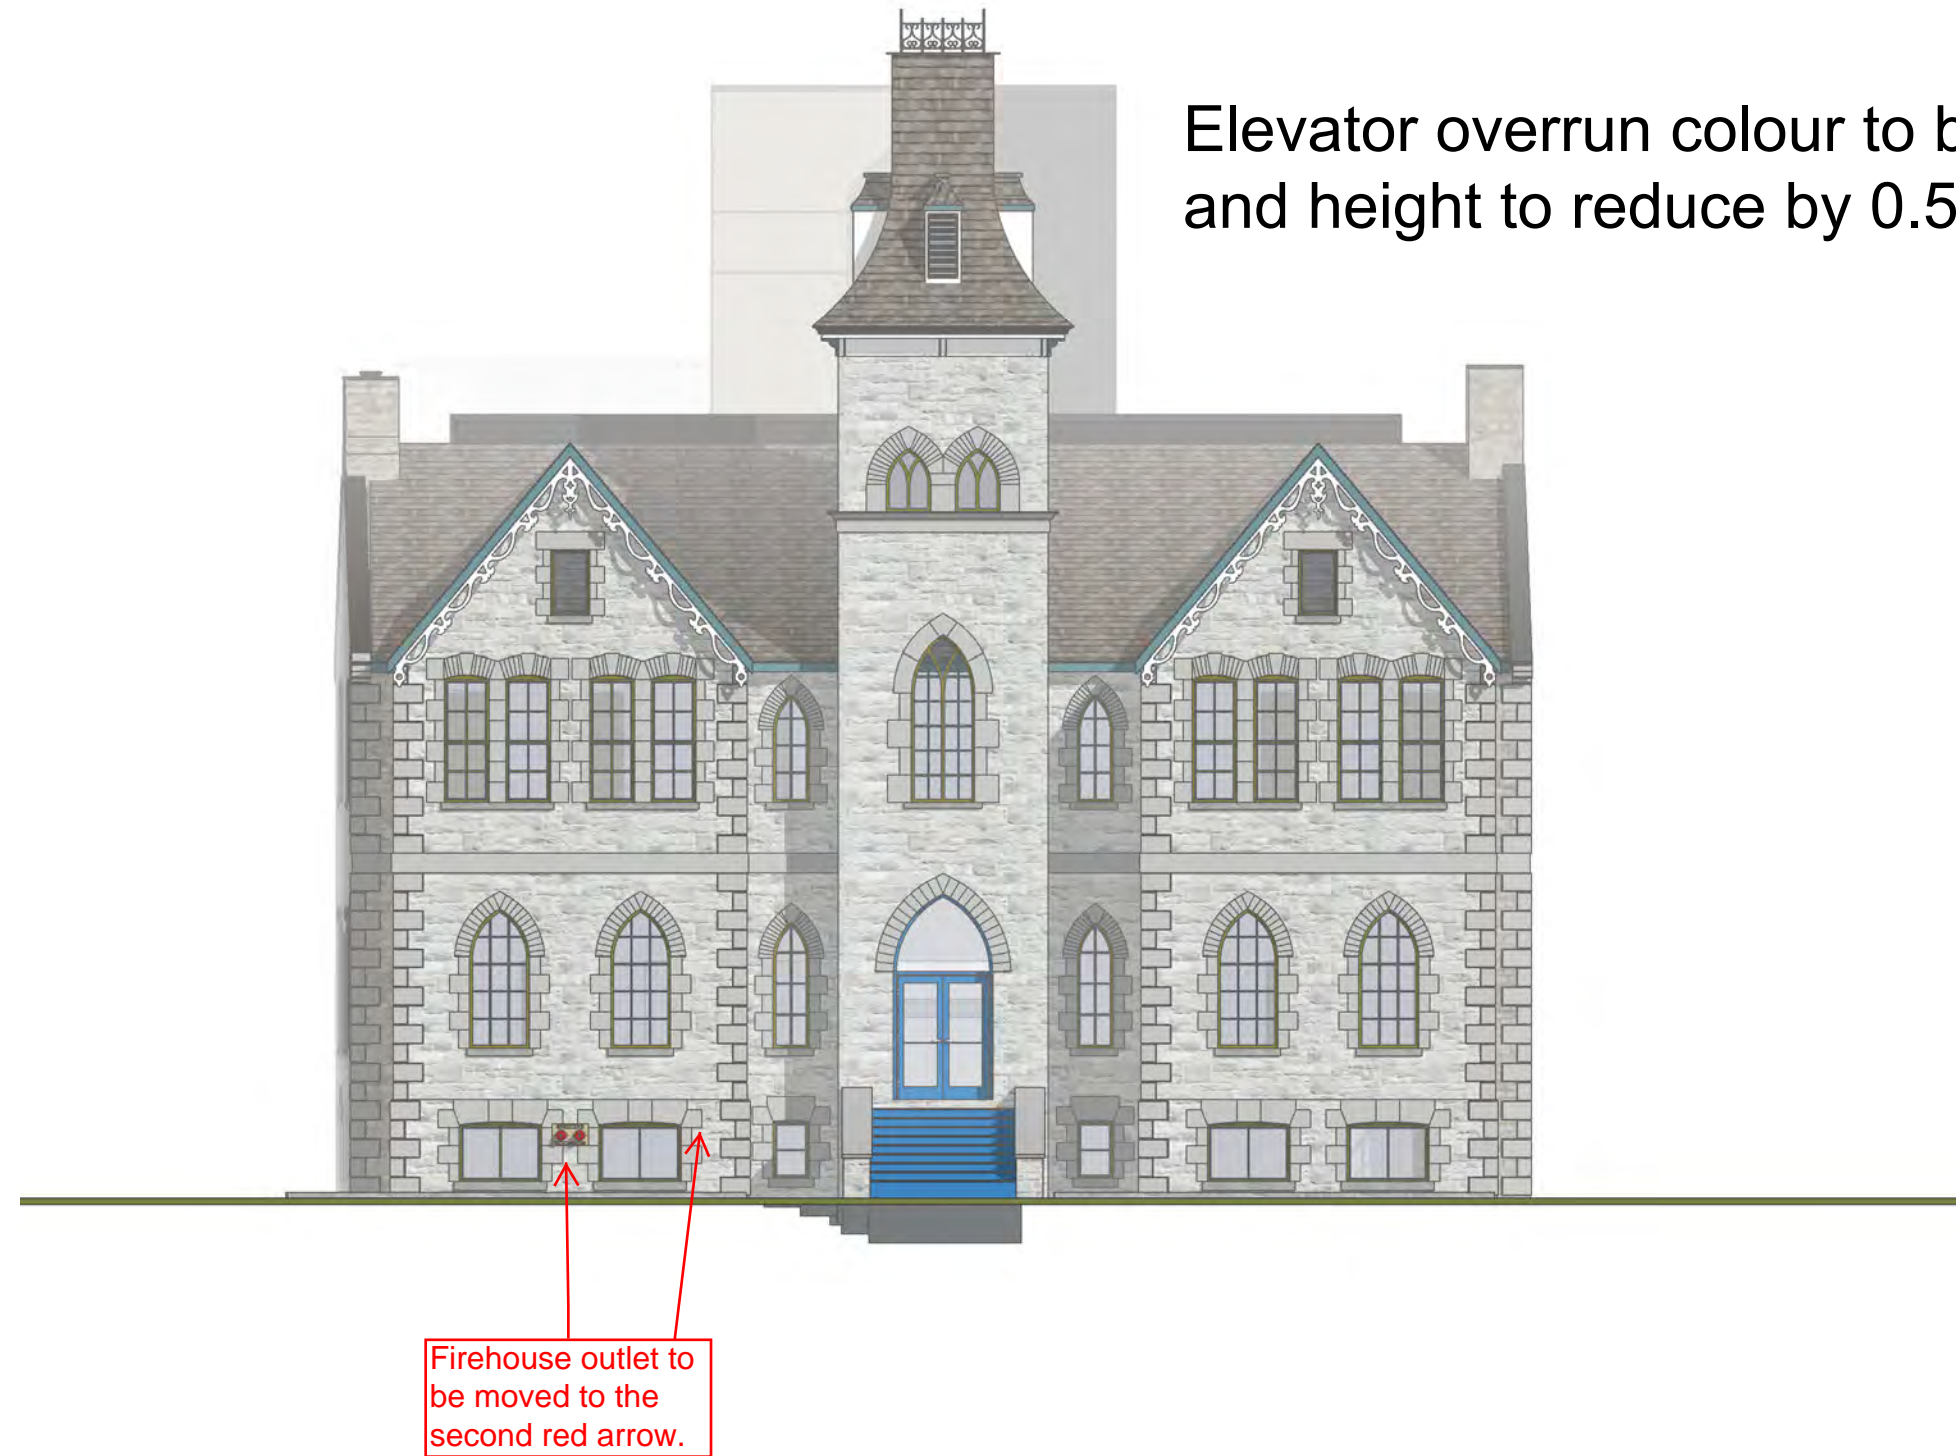 Elevator overrun colour to
and height to reduce by 0.5
Firehouse outlet to
be moved to the
second red arrow.